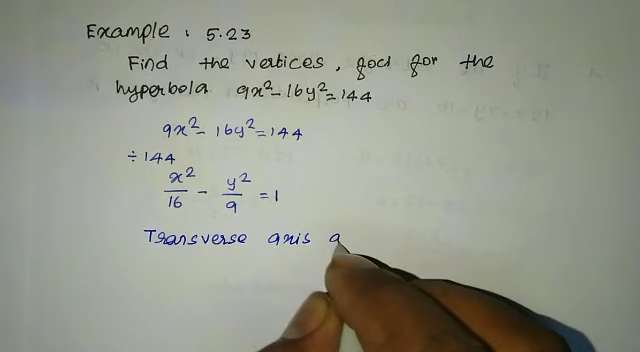 Example : 5.23
Find the vertices, foci for the
hyperbola 9x²-16y²=144
9x²-16y²=144
÷144
x²/16 - y²/9 = 1
Transverse axis a